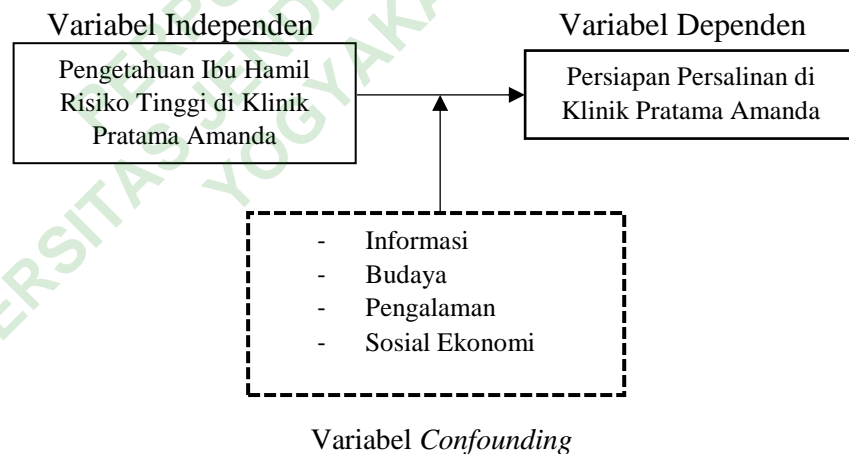 Variabel Independen
Pengetahuan Ibu Hamil
Risiko Tinggi di Klinik
Pratama Amanda
Variabel Dependen
Persiapan Persalinan di
Klinik Pratama Amanda
- Informasi
- Budaya
- Pengalaman
- Sosial Ekonomi
Variabel Confounding